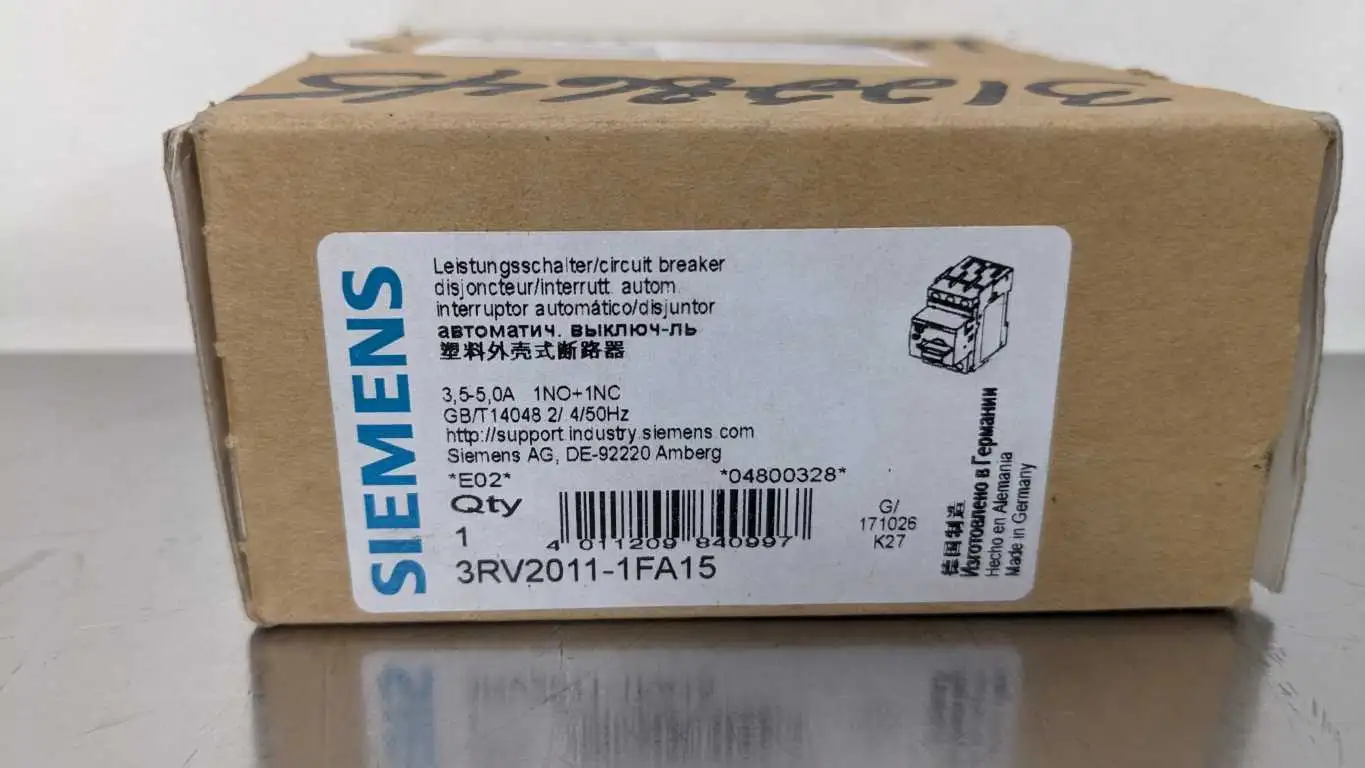 D1208645
SIEMENS
Leistungsschalter/circuit breaker
disjoncteur/interrutt. autom.
interruptor automático/disjuntor
автоматич. выключ-ль
塑料外壳式断路器
3,5-5,0A 1NO+1NC
GB/T14048.2/.4/50Hz
http://support.industry.siemens.com
Siemens AG, DE-92220 Amberg
*E02* *04800328*
Qty
1
4 011209 840997
3RV2011-1FA15
G/
171026
K27
德国制造
Изготовлено в Германии
Hecho en Alemania
Made in Germany